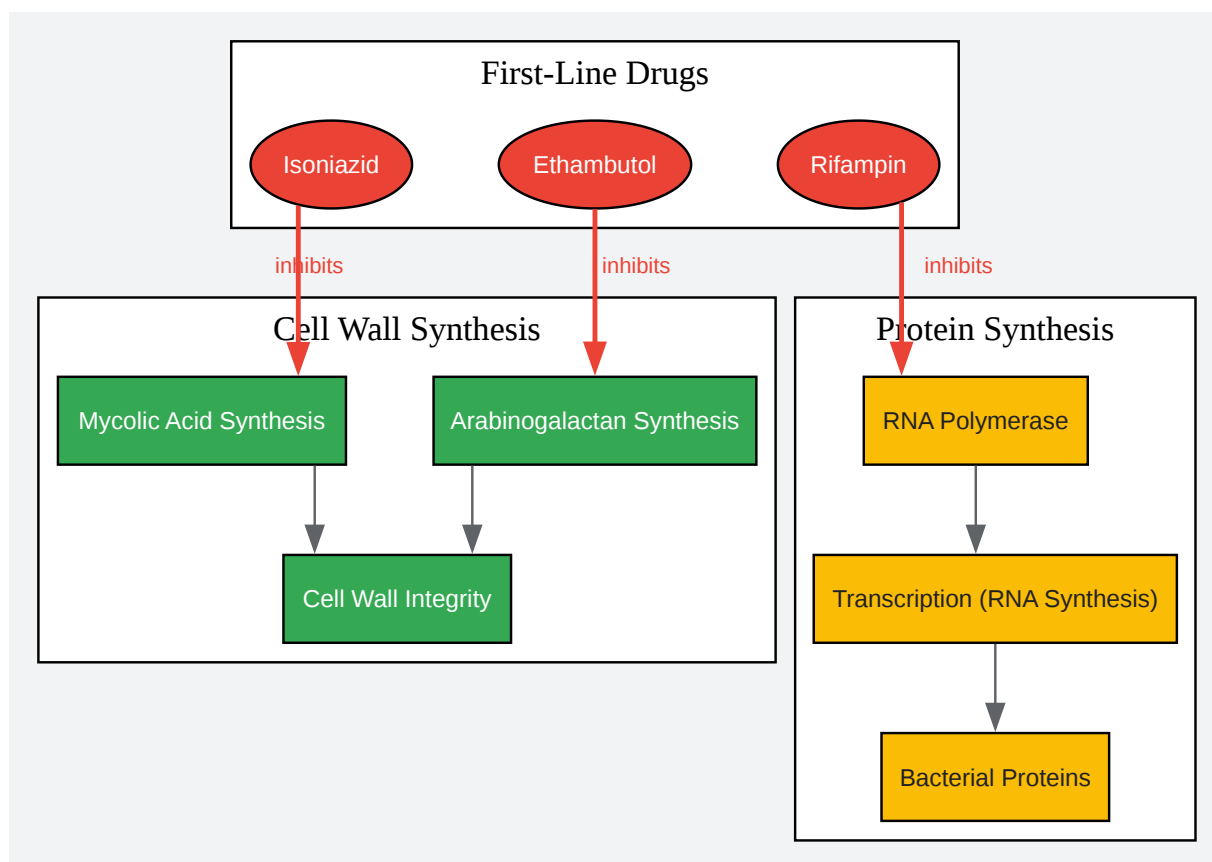 First-Line Drugs
Isoniazid
Ethambutol
Rifampin
inhibits
inhibits
inhibits
Cell Wall Synthesis
Protein Synthesis
Mycolic Acid Synthesis
Arabinogalactan Synthesis
RNA Polymerase
Cell Wall Integrity
Transcription (RNA Synthesis)
Bacterial Proteins